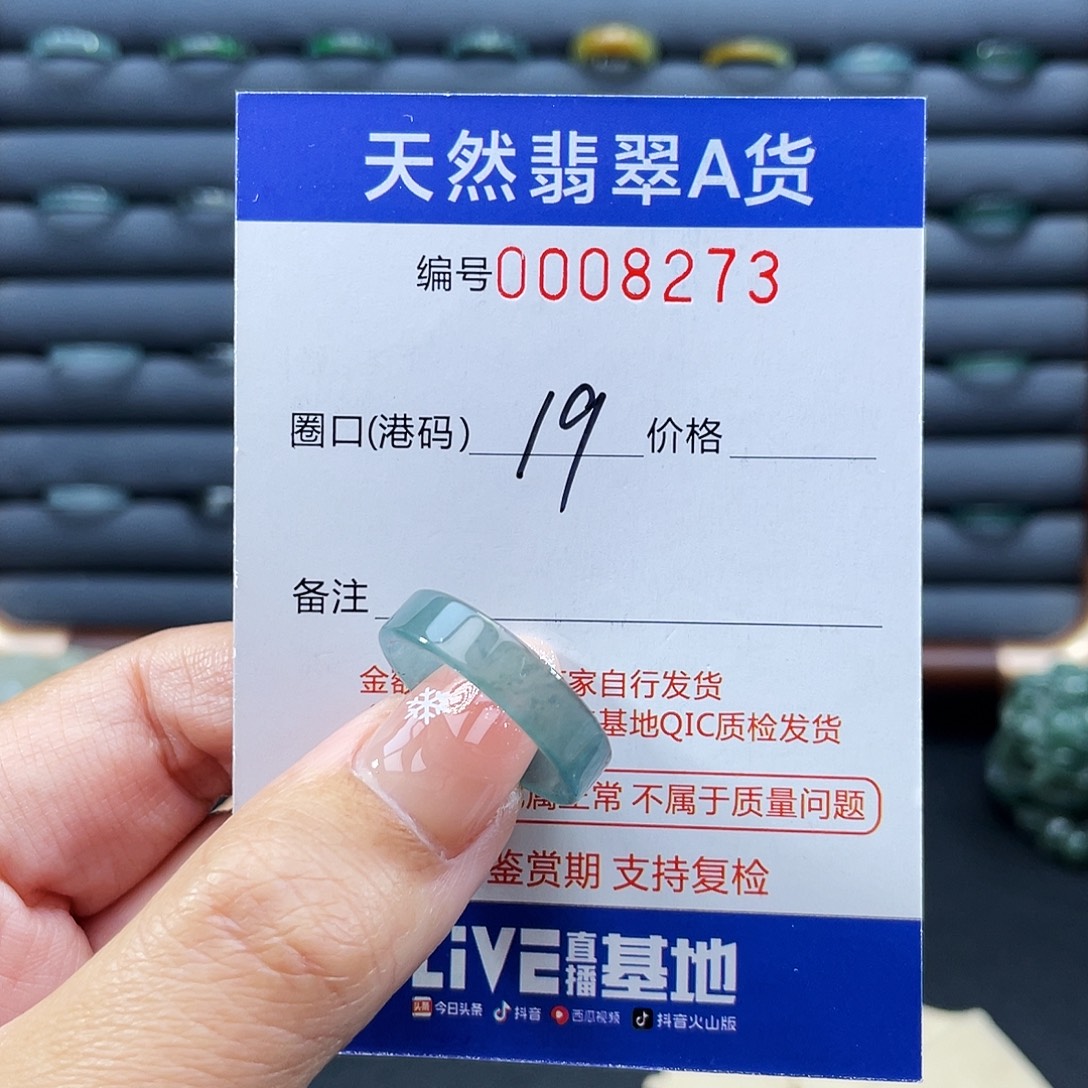 天然翡翠A货
编号0008273
圈口(港码) 19 价格
备注
金 家自行发货
基地QIC质检发货
属正常 不属于质量问题
鉴赏期 支持复检
LiVE直播基地
头条 今日头条 抖音 西瓜视频 抖音火山版